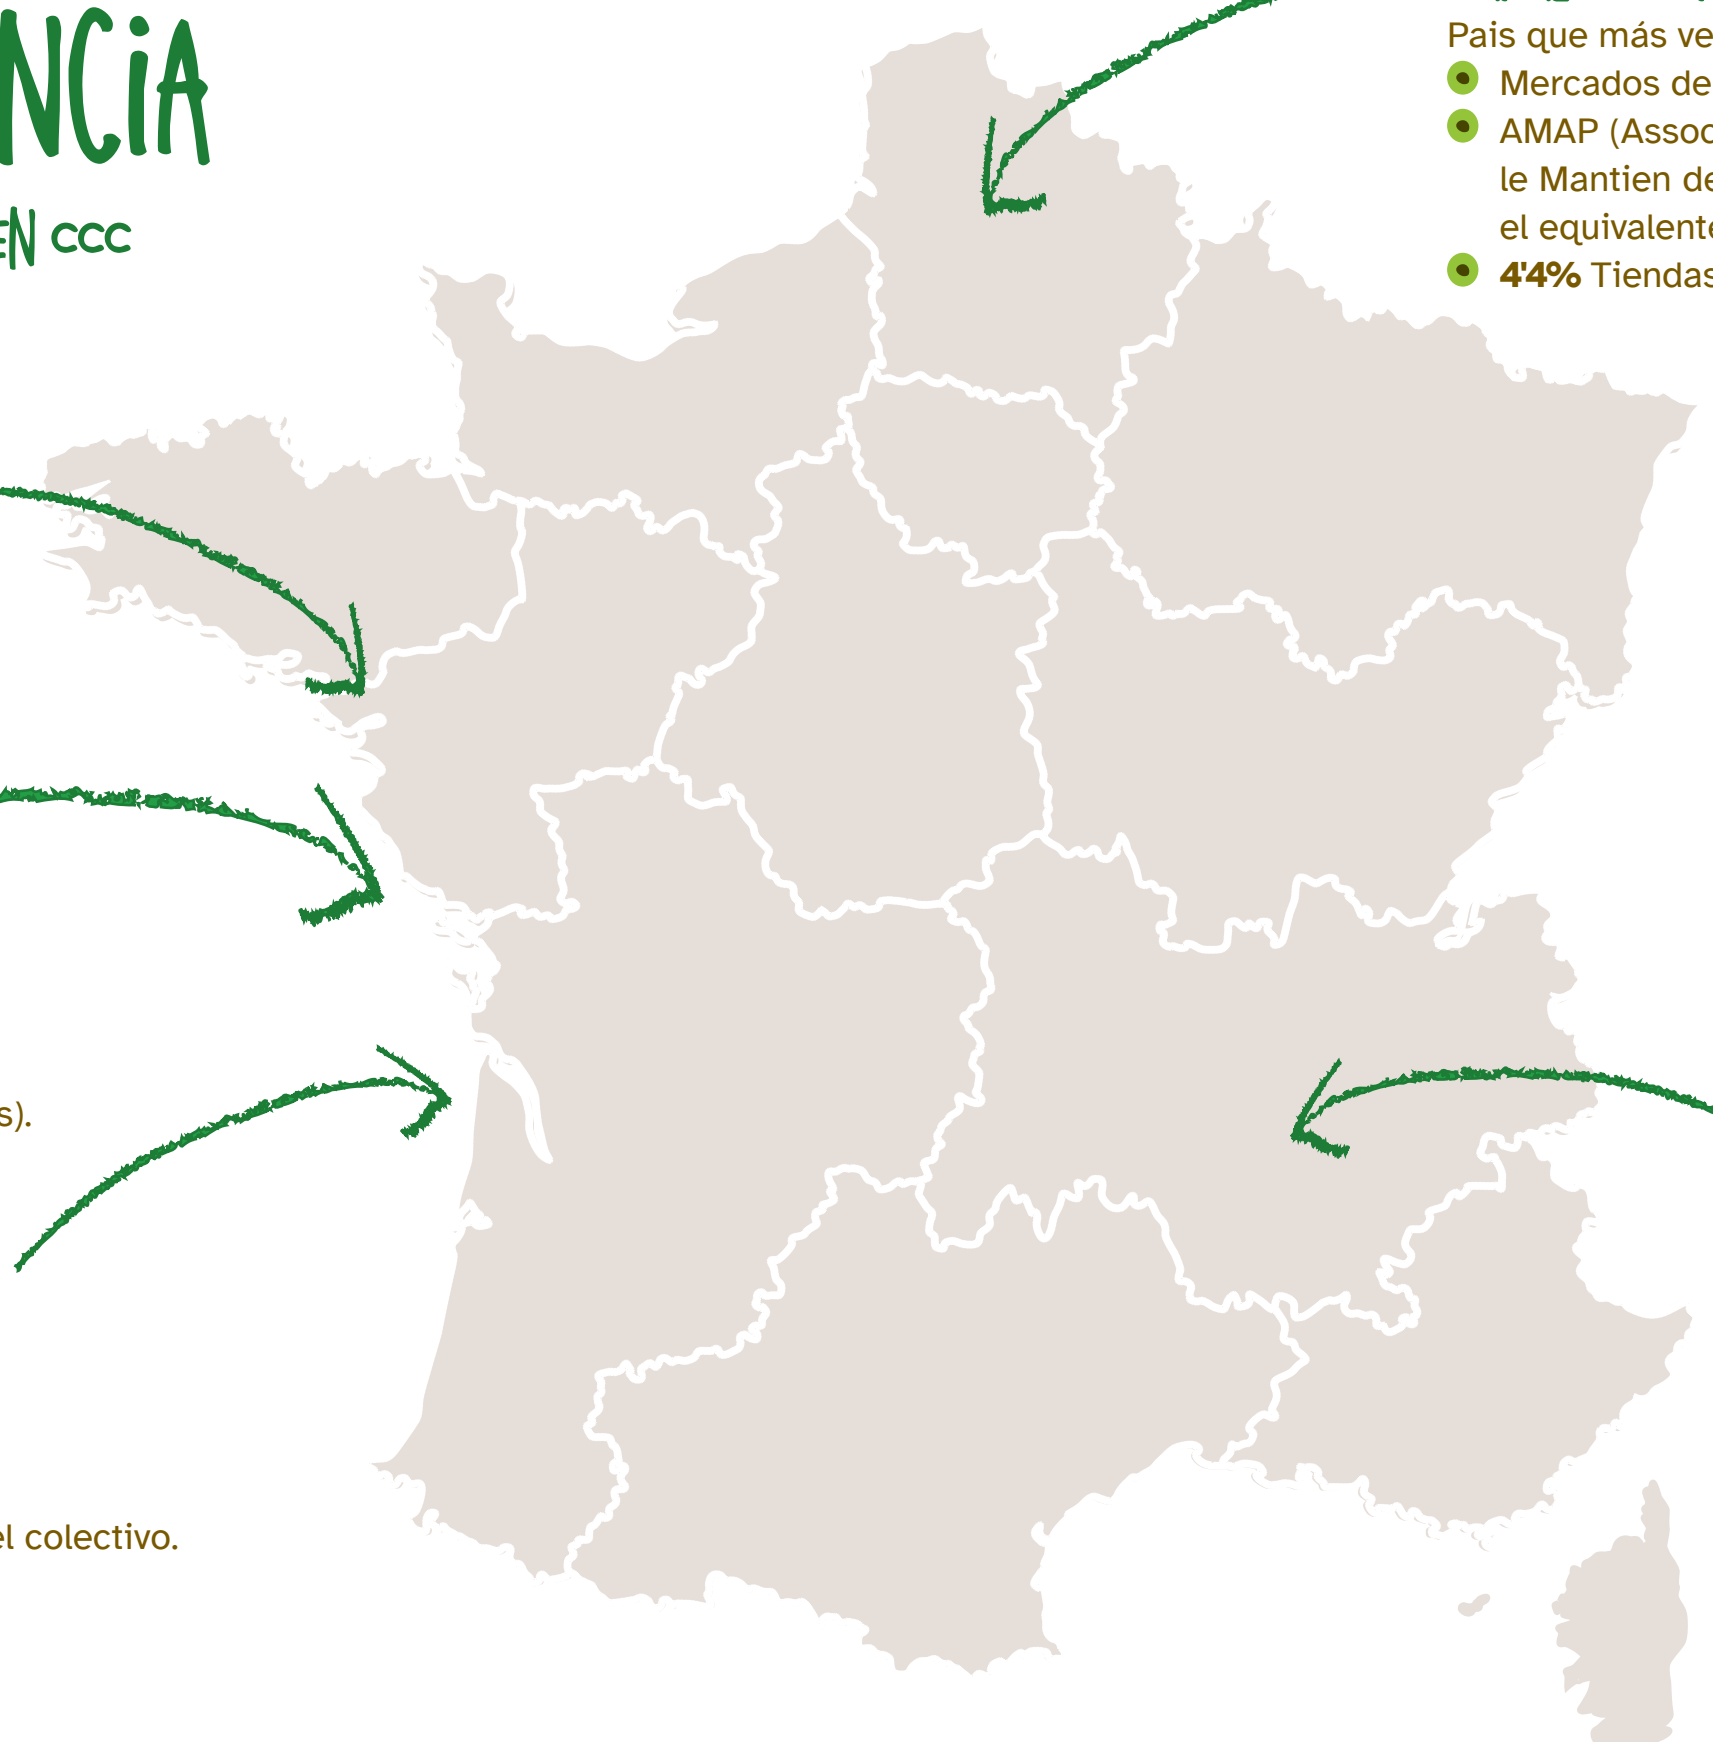 NCiA
EN CCC
Pais que más ve
Mercados de
AMAP (Assoc
le Mantien de
el equivalente
4'4% Tiendas
s).
el colectivo.